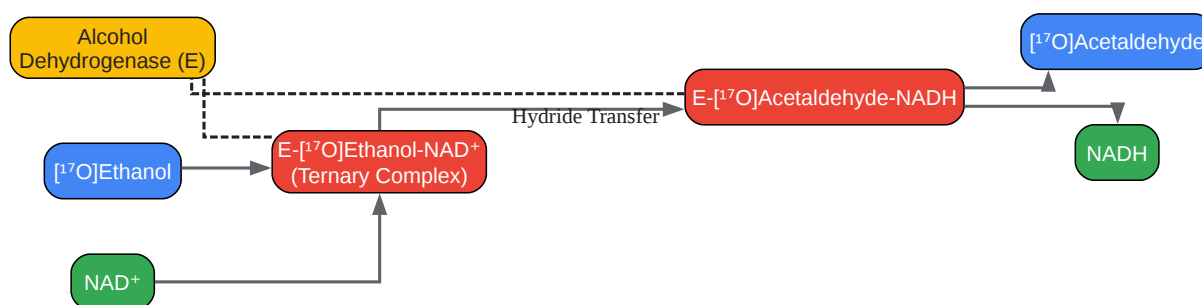 Alcohol
Dehydrogenase (E)
[¹⁷O]Ethanol
NAD⁺
E-[¹⁷O]Ethanol-NAD⁺
(Ternary Complex)
Hydride Transfer
E-[¹⁷O]Acetaldehyde-NADH
[¹⁷O]Acetaldehyde
NADH